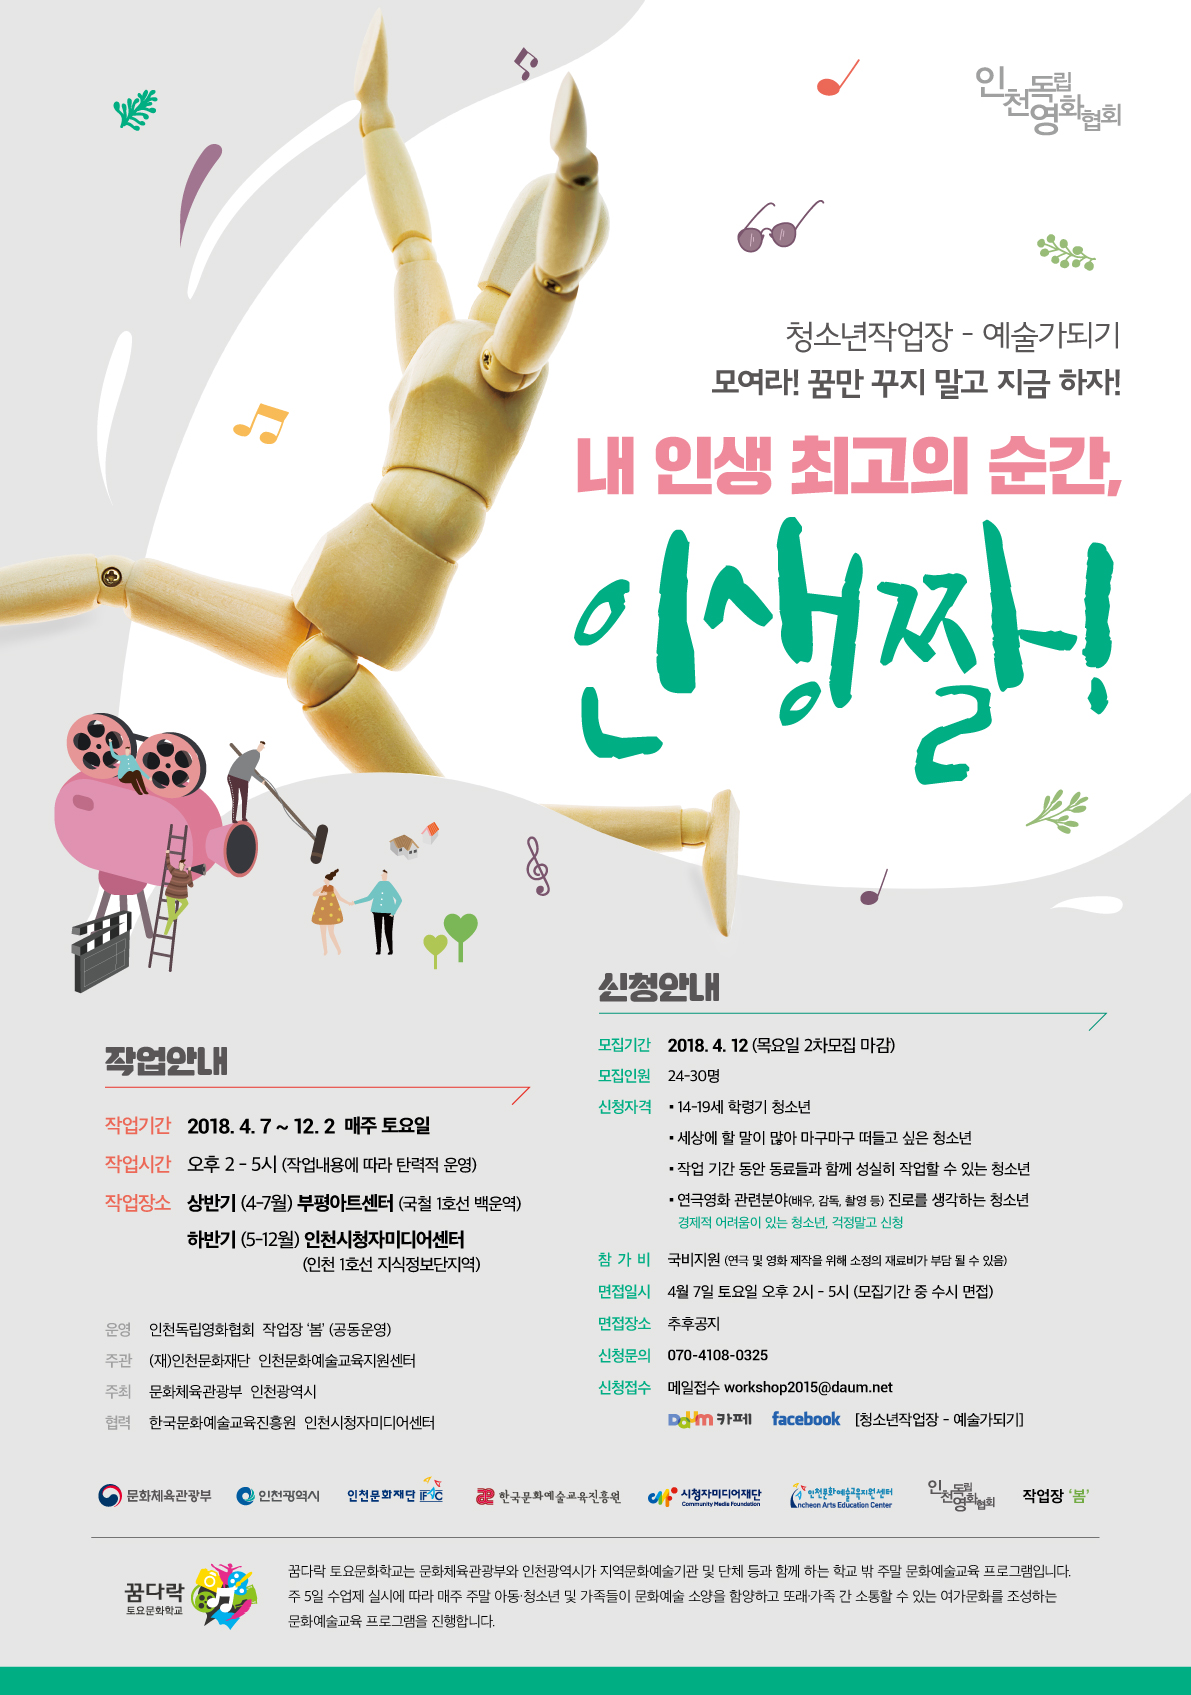 인천독립영화협회
청소년작업장 - 예술가되기
모여라! 꿈만 꾸지 말고 지금 하자!
내 인생 최고의 순간,
인생짤!
작업안내
작업기간 2018. 4. 7 ~ 12. 2 매주 토요일
작업시간 오후 2 - 5시 (작업내용에 따라 탄력적 운영)
작업장소 상반기 (4-7월) 부평아트센터 (국철 1호선 백운역)
하반기 (5-12월) 인천시청자미디어센터
(인천 1호선 지식정보단지역)
운영 인천독립영화협회 작업장 '봄' (공동운영)
주관 (재)인천문화재단 인천문화예술교육지원센터
주최 문화체육관광부 인천광역시
협력 한국문화예술교육진흥원 인천시청자미디어센터
신청안내
모집기간 2018. 4. 12 (목요일 2차모집 마감)
모집인원 24-30명
신청자격 ▪ 14-19세 학령기 청소년
▪ 세상에 할 말이 많아 마구마구 떠들고 싶은 청소년
▪ 작업 기간 동안 동료들과 함께 성실히 작업할 수 있는 청소년
▪ 연극영화 관련분야(배우, 감독, 촬영 등) 진로를 생각하는 청소년
경제적 어려움이 있는 청소년, 걱정말고 신청
참 가 비 국비지원 (연극 및 영화 제작을 위해 소정의 재료비가 부담 될 수 있음)
면접일시 4월 7일 토요일 오후 2시 - 5시 (모집기간 중 수시 면접)
면접장소 추후공지
신청문의 070-4108-0325
신청접수 메일접수 workshop2015@daum.net
Daum 카페 facebook [청소년작업장 - 예술가되기]
문화체육관광부 인천광역시 인천문화재단 IFAC 한국문화예술교육진흥원 시청자미디어재단 Community Media Foundation 인천문화예술교육지원센터 Incheon Arts Education Center 인천독립영화협회 작업장 '봄'
꿈다락
토요문화학교
꿈다락 토요문화학교는 문화체육관광부와 인천광역시가 지역문화예술기관 및 단체 등과 함께 하는 학교 밖 주말 문화예술교육 프로그램입니다.
주 5일 수업제 실시에 따라 매주 주말 아동·청소년 및 가족들이 문화예술 소양을 함양하고 또래·가족 간 소통할 수 있는 여가문화를 조성하는
문화예술교육 프로그램을 진행합니다.